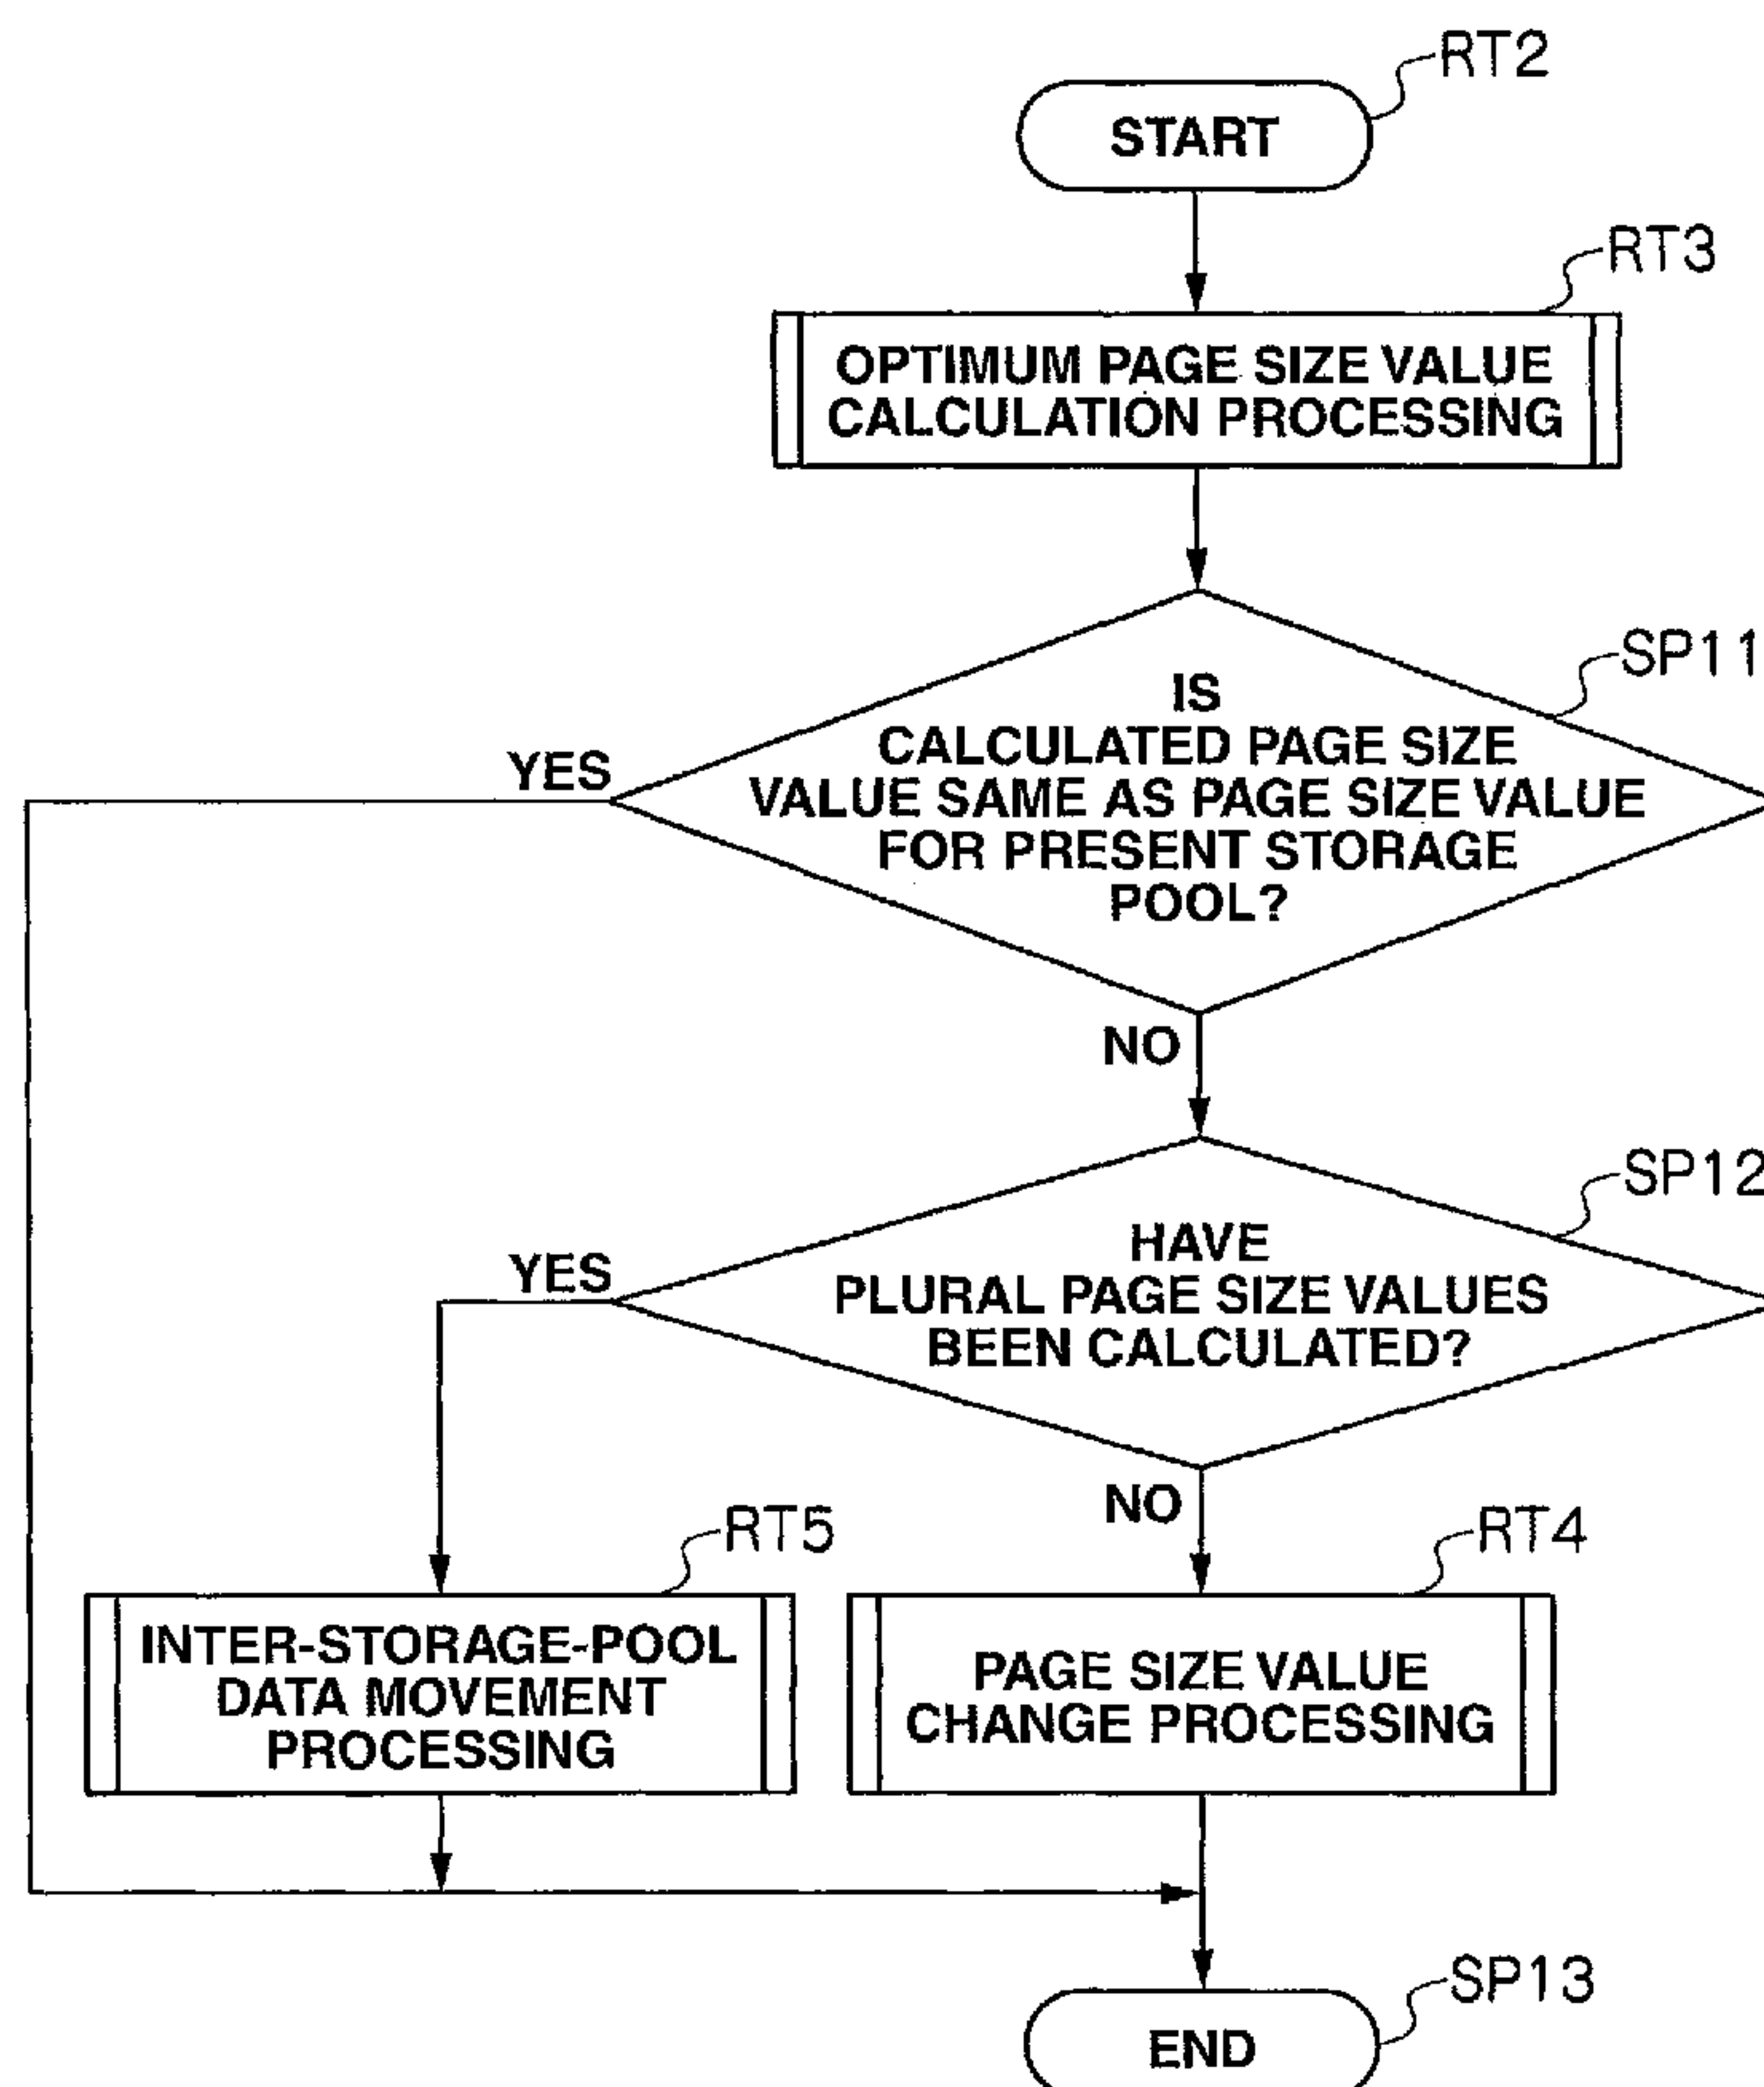 RT2
START
RT3
OPTIMUM PAGE SIZE VALUE
CALCULATION PROCESSING
SP11
IS
CALCULATED PAGE SIZE
VALUE SAME AS PAGE SIZE VALUE
FOR PRESENT STORAGE
POOL?
YES
NO
SP12
HAVE
PLURAL PAGE SIZE VALUES
BEEN CALCULATED?
YES
NO
RT5
RT4
INTER-STORAGE-POOL
DATA MOVEMENT
PROCESSING
PAGE SIZE VALUE
CHANGE PROCESSING
SP13
END